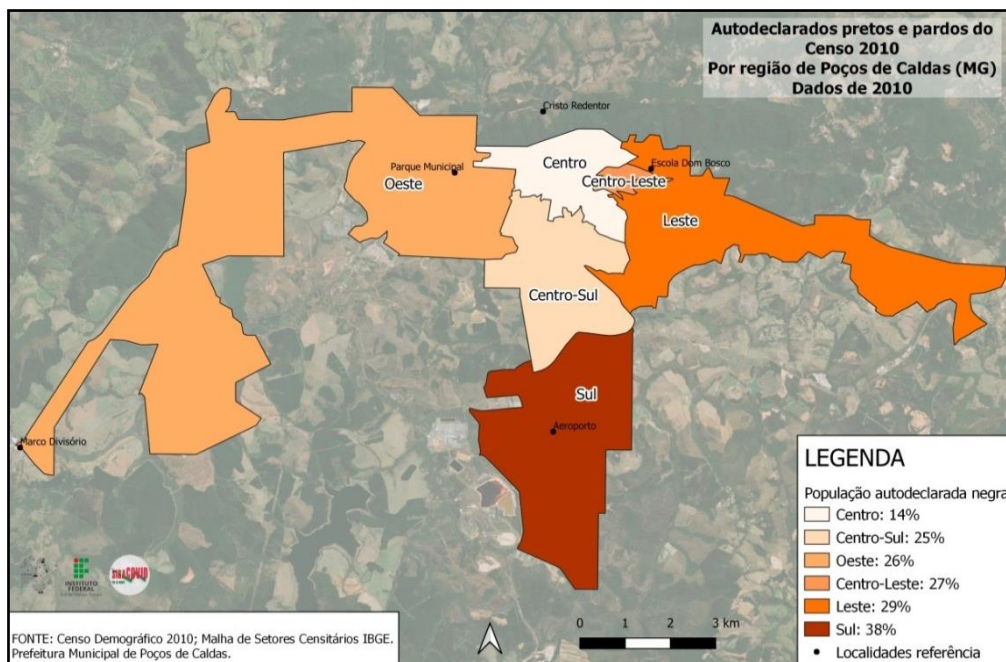 Autodeclarados pretos e pardos do
Censo 2010
Por região de Poços de Caldas (MG)
Dados de 2010
Cristo Redentor
Parque Municipal
Oeste
Centro
Escola Dom Bosco
Centro-Leste
Leste
Centro-Sul
Sul
Aeroporto
Marco Divisório
LEGENDA
População autodeclarada negra
Centro: 14%
Centro-Sul: 25%
Oeste: 26%
Centro-Leste: 27%
Leste: 29%
Sul: 38%
Localidades referência
INSTITUTO
FEDERAL
FONTE: Censo Demográfico 2010; Malha de Setores Censitários IBGE.
Prefeitura Municipal de Poços de Caldas.
0 1 2 3 km